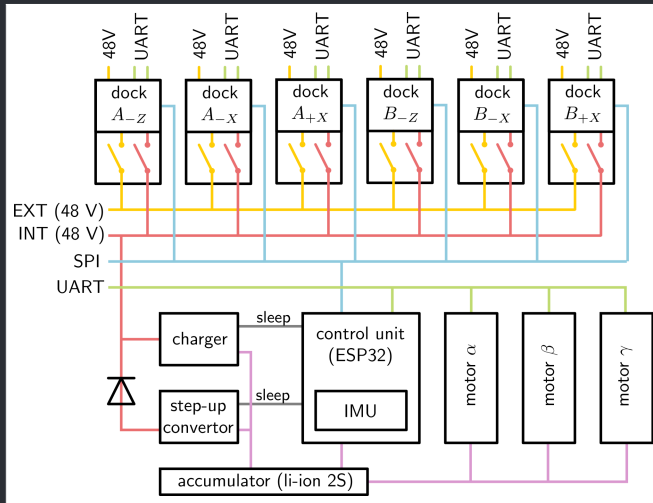 48V UART 48V UART 48V UART 48V UART 48V UART 48V UART
dock dock dock dock dock dock
A−Z A−X A+X B−Z B−X B+X
EXT (48 V)
INT (48 V)
SPI
UART
charger
sleep
control unit
(ESP32)
motor α
motor β
motor γ
step-up
convertor
sleep
IMU
accumulator (li-ion 2S)